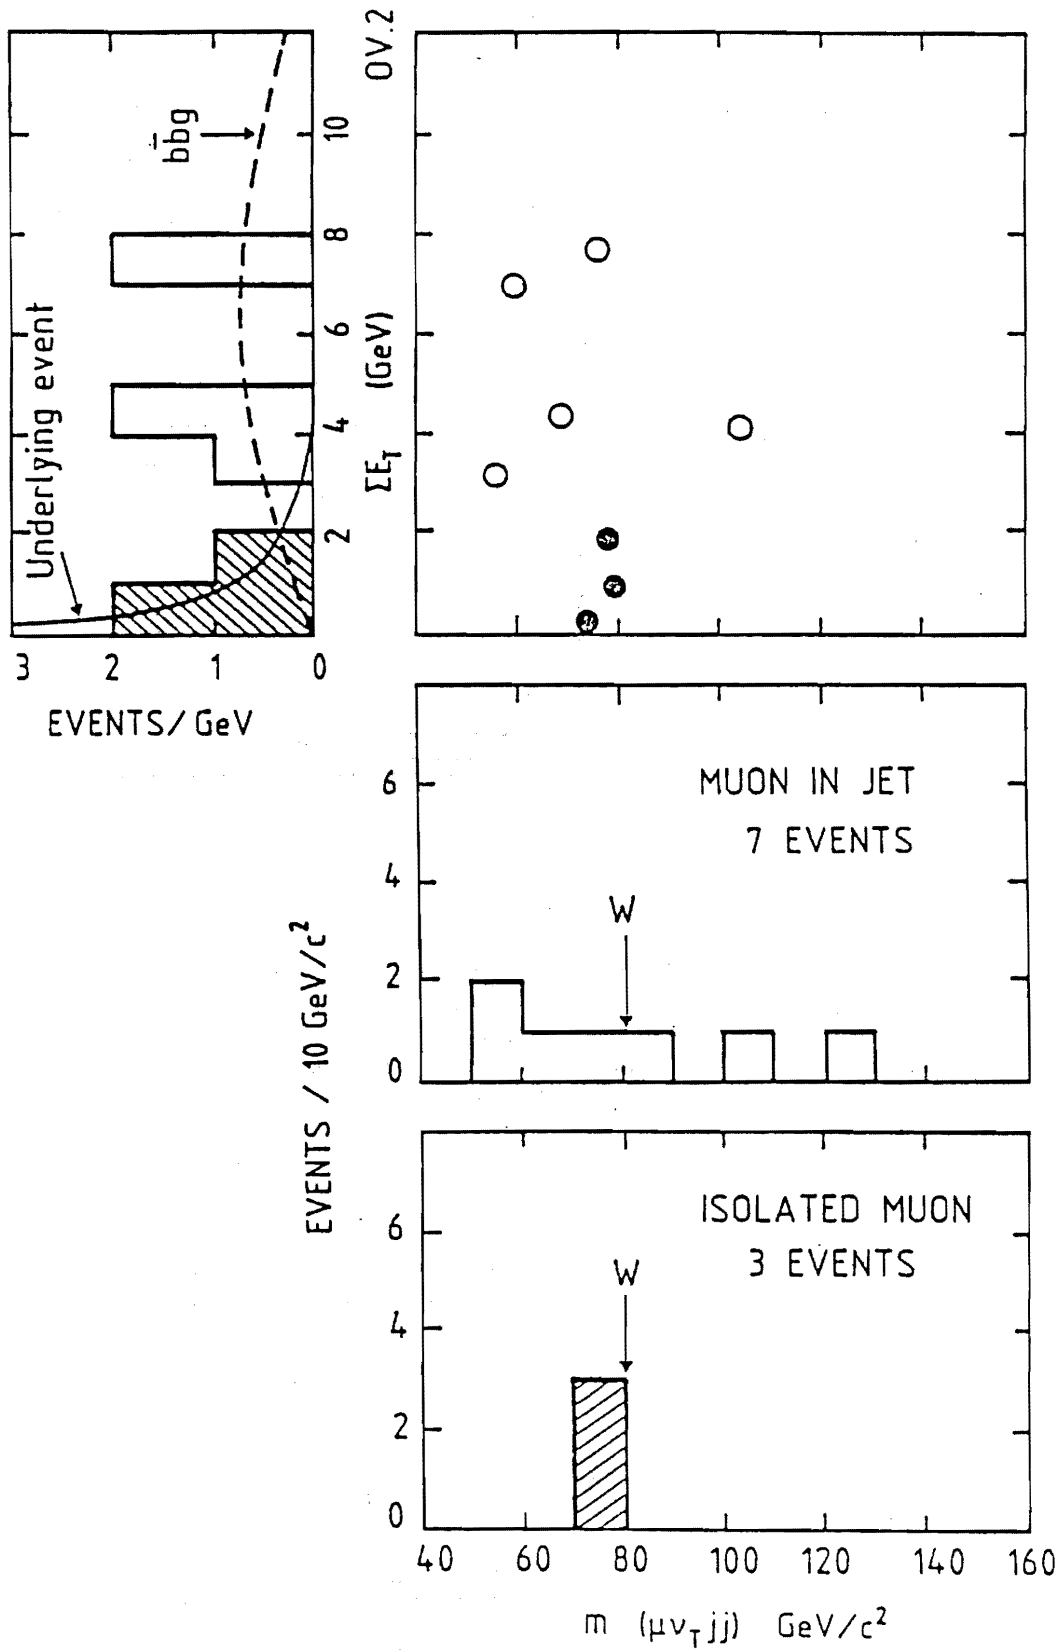 Underlying event
b̄bg
3 2 1 0
EVENTS/ GeV
2 4 6 8 10
ΣE_T (GeV)
OV.2
MUON IN JET
7 EVENTS
W
6
4
2
0
EVENTS / 10 GeV/c²
ISOLATED MUON
3 EVENTS
W
6
4
2
0
40 60 80 100 120 140 160
m (μν_T jj) GeV/c²